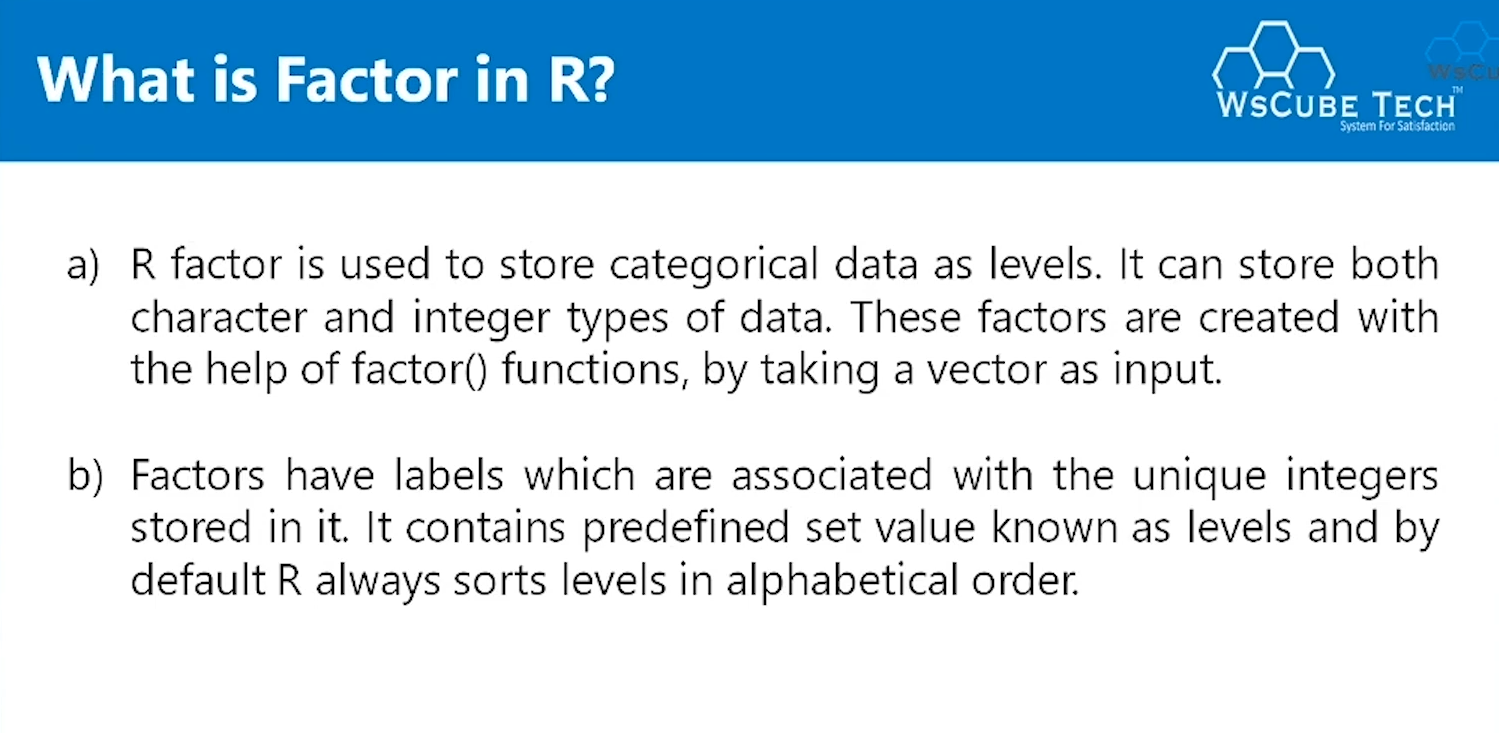 What is Factor in R?
WSCUBE TECH™
System For Satisfaction
WsCu
a) R factor is used to store categorical data as levels. It can store both
character and integer types of data. These factors are created with
the help of factor() functions, by taking a vector as input.
b) Factors have labels which are associated with the unique integers
stored in it. It contains predefined set value known as levels and by
default R always sorts levels in alphabetical order.